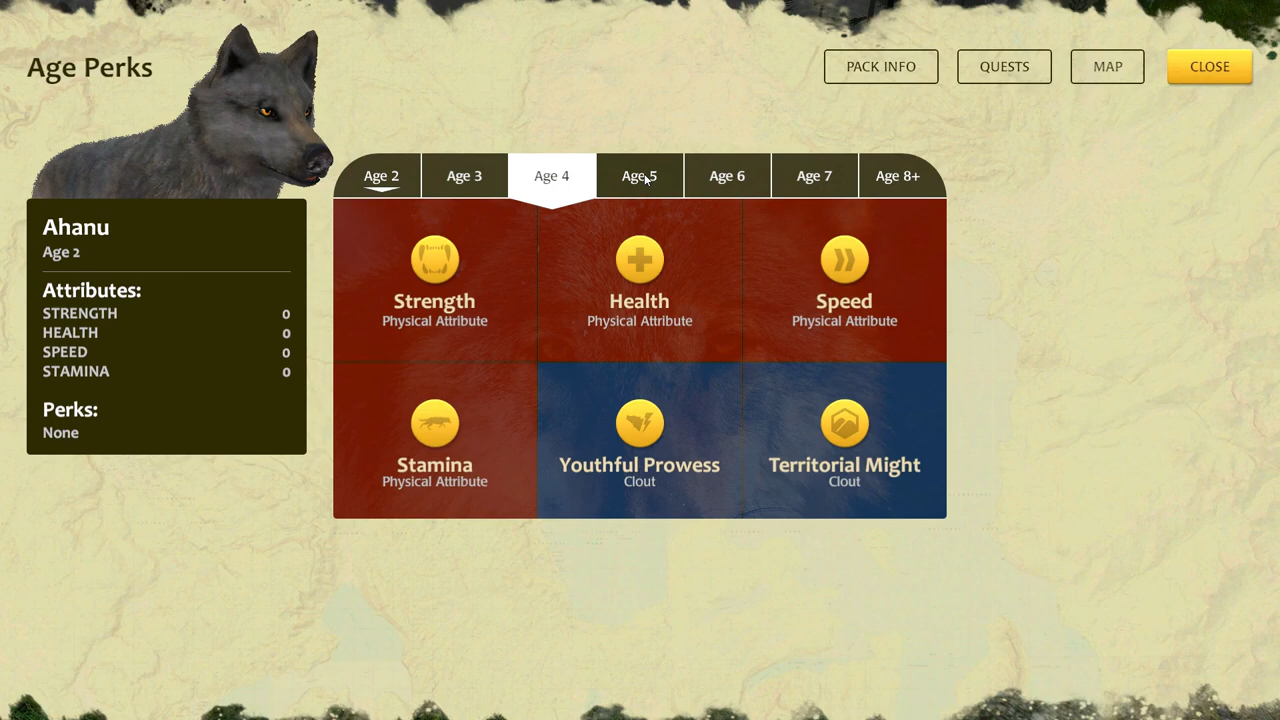 Age Perks
PACK INFO
QUESTS
MAP
CLOSE
Age 2
Age 3
Age 4
Age 5
Age 6
Age 7
Age 8+
Ahanu
Age 2
Attributes:
STRENGTH 0
HEALTH 0
SPEED 0
STAMINA 0
Perks:
None
Strength
Physical Attribute
Health
Physical Attribute
Speed
Physical Attribute
Stamina
Physical Attribute
Youthful Prowess
Clout
Territorial Might
Clout